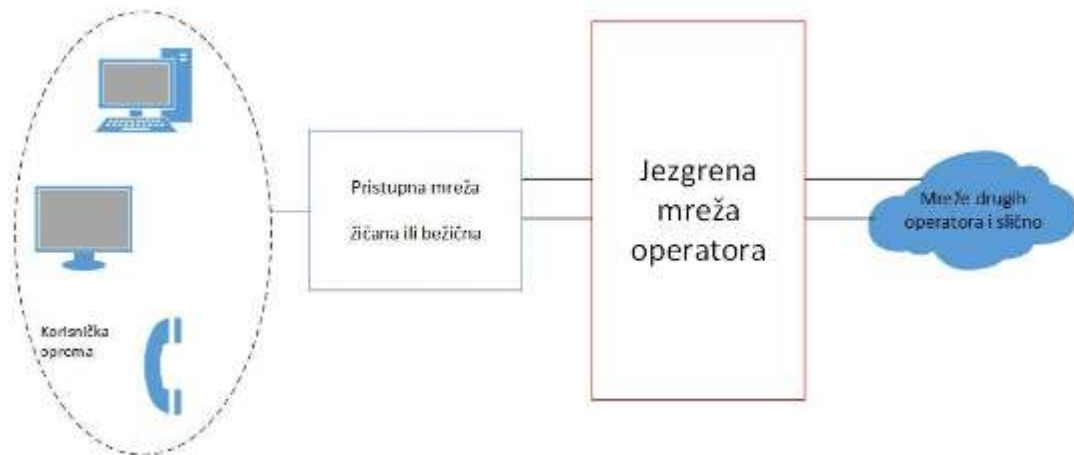 Korisnička
oprema
Pristupna mreža
žičana ili bežična
Jezgrena
mreža
operatora
Mreže drugih
operatora i slično